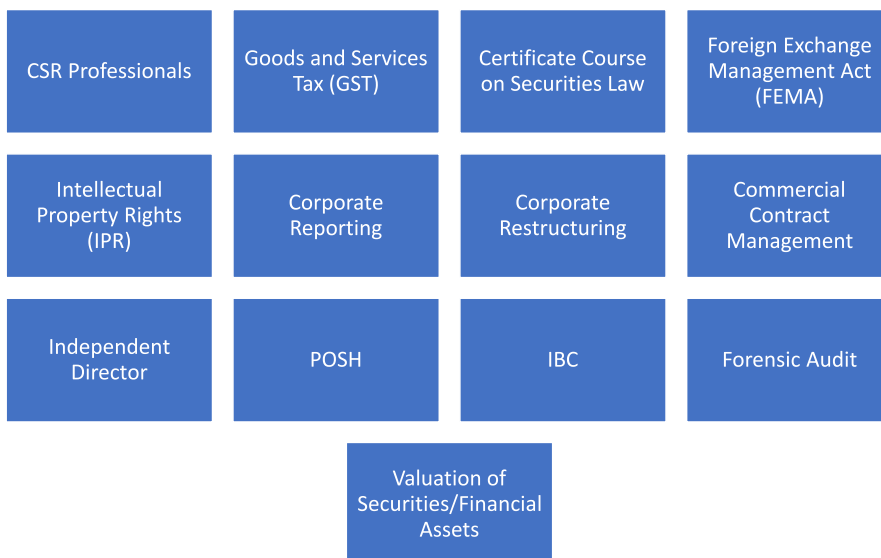 CSR Professionals
Goods and Services
Tax (GST)
Certificate Course
on Securities Law
Foreign Exchange
Management Act
(FEMA)
Intellectual
Property Rights
(IPR)
Corporate
Reporting
Corporate
Restructuring
Commercial
Contract
Management
Independent
Director
POSH
IBC
Forensic Audit
Valuation of
Securities/Financial
Assets